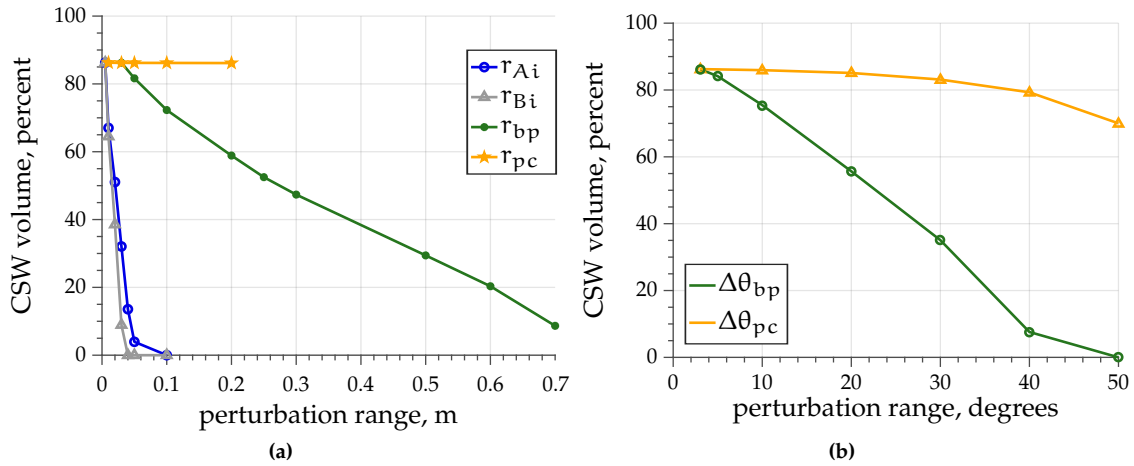 100
80
60
40
20
0
CSW volume, percent
0 0.1 0.2 0.3 0.4 0.5 0.6 0.7
perturbation range, m
r_Ai
r_Bi
r_bp
r_pc
(a)
100
80
60
40
20
0
CSW volume, percent
0 10 20 30 40 50
perturbation range, degrees
Δθ_bp
Δθ_pc
(b)